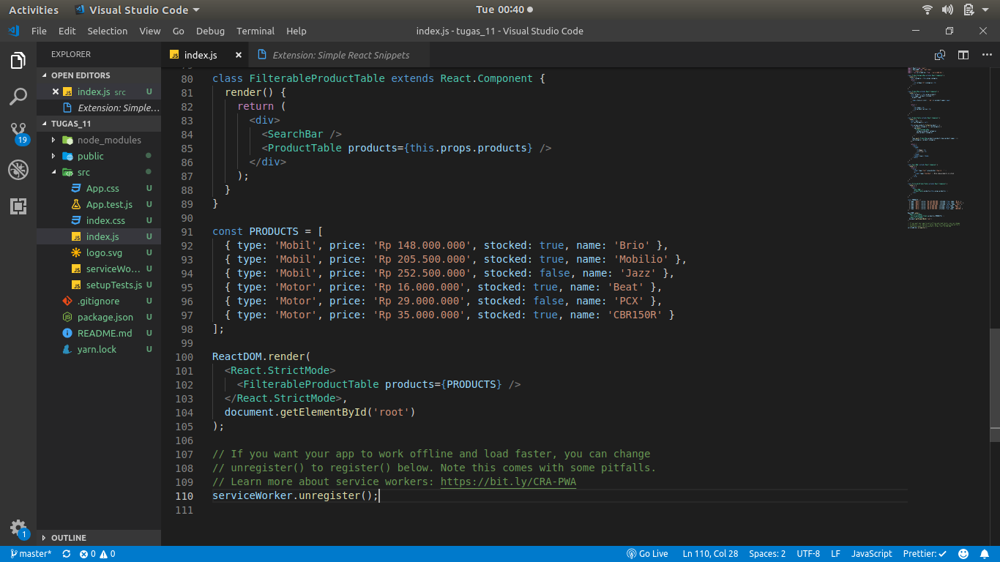 Activities Visual Studio Code Tue 00:40
File Edit Selection View Go Debug Terminal Help index.js - tugas_11 - Visual Studio Code
EXPLORER
OPEN EDITORS
index.js src U
Extension: Simple...
TUGAS_11
node_modules
public
src
App.css U
App.test.js U
index.css U
index.js U
logo.svg U
serviceWo... U
setupTests.js U
.gitignore U
package.json U
README.md U
yarn.lock U
OUTLINE
19
1
index.js Extension: Simple React Snippets
80 class FilterableProductTable extends React.Component {
81 render() {
82 return (
83 <div>
84 <SearchBar />
85 <ProductTable products={this.props.products} />
86 </div>
87 );
88 }
89 }
90
91 const PRODUCTS = [
92 { type: 'Mobil', price: 'Rp 148.000.000', stocked: true, name: 'Brio' },
93 { type: 'Mobil', price: 'Rp 205.500.000', stocked: true, name: 'Mobilio' },
94 { type: 'Mobil', price: 'Rp 252.500.000', stocked: false, name: 'Jazz' },
95 { type: 'Motor', price: 'Rp 16.000.000', stocked: true, name: 'Beat' },
96 { type: 'Motor', price: 'Rp 29.000.000', stocked: false, name: 'PCX' },
97 { type: 'Motor', price: 'Rp 35.000.000', stocked: true, name: 'CBR150R' }
98 ];
99
100 ReactDOM.render(
101 <React.StrictMode>
102 <FilterableProductTable products={PRODUCTS} />
103 </React.StrictMode>,
104 document.getElementById('root')
105 );
106
107 // If you want your app to work offline and load faster, you can change
108 // unregister() to register() below. Note this comes with some pitfalls.
109 // Learn more about service workers: https://bit.ly/CRA-PWA
110 serviceWorker.unregister();
111
master* 0 0 Go Live Ln 110, Col 28 Spaces: 2 UTF-8 LF JavaScript Prettier: ✓